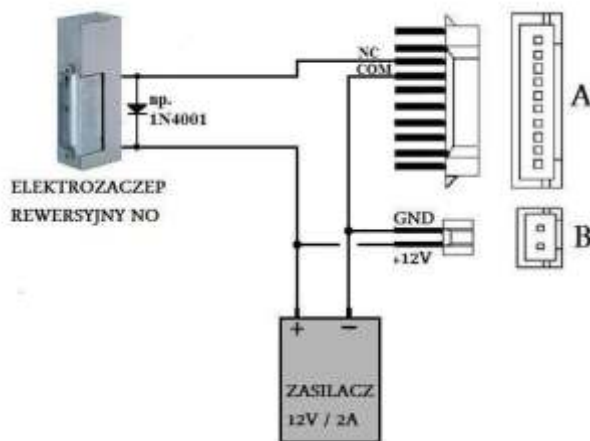 NC
COM
np.
1N4001
A
ELEKTROZACZEP
REWERSYJNY NO
GND
+12V
B
+ −
ZASILACZ
12V / 2A